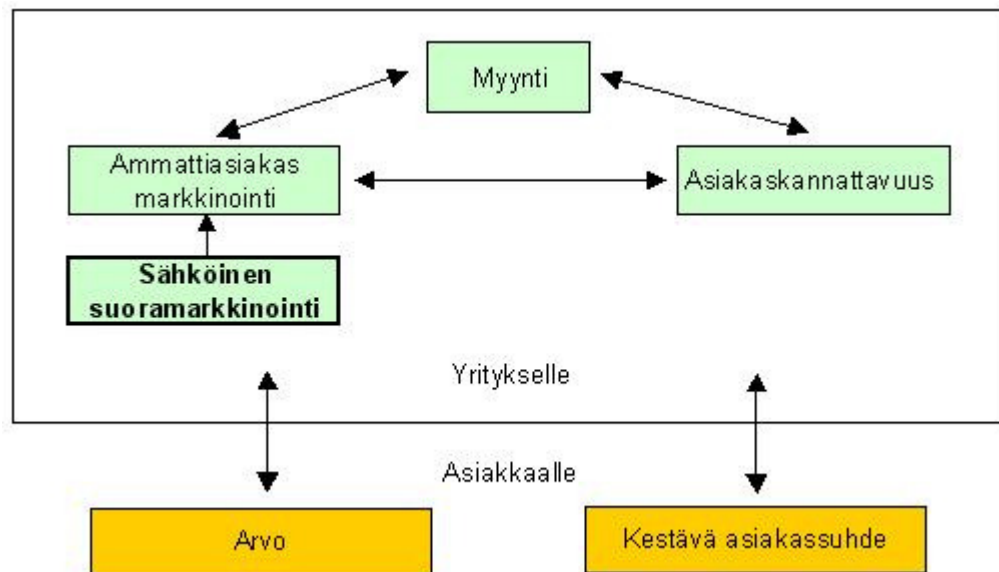 Myynti
Ammattiasiakas
markkinointi
Asiakaskannattavuus
Sähköinen
suoramarkkinointi
Yritykselle
Asiakkaalle
Arvo
Kestävä asiakassuhde